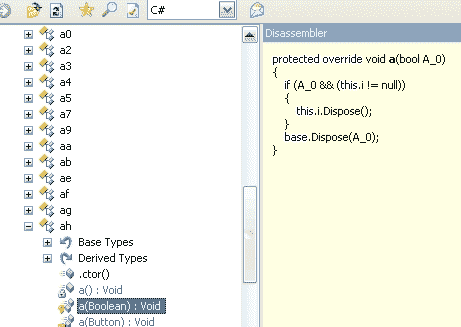 C#
a0
a2
a3
a4
a5
a7
a9
aa
ab
ae
af
ag
ah
Base Types
Derived Types
.ctor()
a() : Void
a(Boolean) : Void
a(Button) : Void
Disassembler
protected override void a(bool A_0)
{
if (A_0 && (this.i != null))
{
this.i.Dispose();
}
base.Dispose(A_0);
}